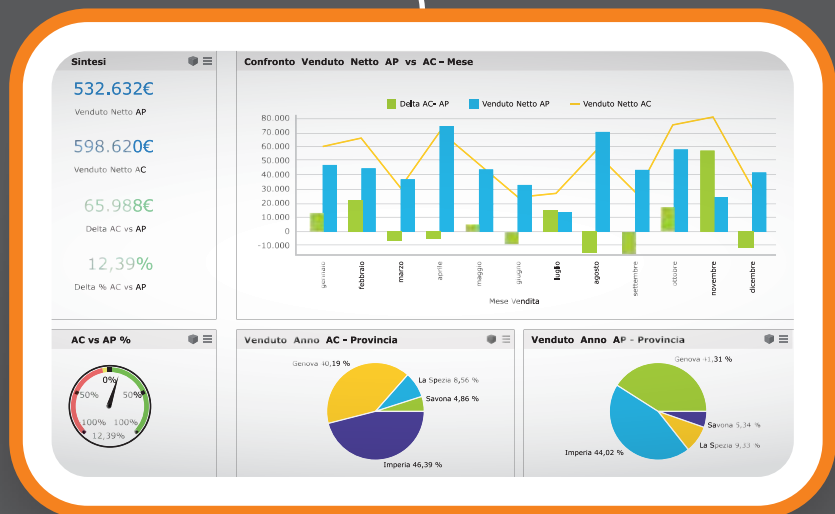 Sintesi
532.632€
Venduto Netto AP
598.620€
Venduto Netto AC
65.988€
Delta AC vs AP
12,39%
Delta % AC vs AP
Confronto Venduto Netto AP vs AC – Mese
Delta AC- AP
Venduto Netto AP
Venduto Netto AC
80.000
70.000
60.000
50.000
40.000
30.000
20.000
10.000
0
-10.000
gennaio
febbraio
marzo
aprile
maggio
giugno
luglio
agosto
settembre
ottobre
novembre
dicembre
Mese Vendita
AC vs AP %
0%
50%
50%
100%
100%
12,39%
Venduto Anno AC – Provincia
Genova 40,19 %
La Spezia 8,56 %
Savona 4,86 %
Imperia 46,39 %
Venduto Anno AP - Provincia
Genova 41,31 %
Savona 5,34 %
La Spezia 9,33 %
Imperia 44,02 %